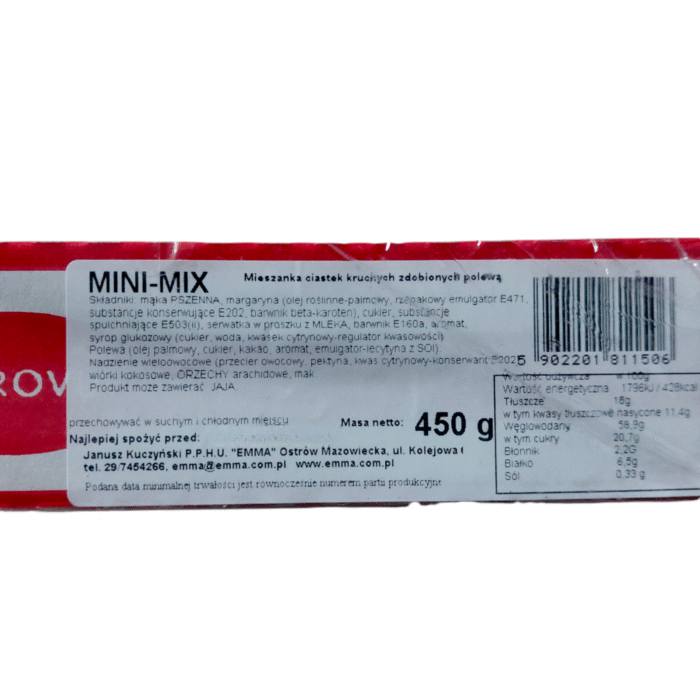 MINI-MIX Mieszanka ciastek kruchych zdobionych polewą
Składniki: mąka PSZENNA, margaryna (olej roślinne-palmowy, rzepakowy emulgator E471,
substancje konserwujące E202, barwnik beta-karoten), cukier, substancje
spulchniające E503(ii), serwatka w proszku z MLEKA, barwnik E160a, aromat,
syrop glukozowy (cukier, woda, kwasek cytrynowy-regulator kwasowości)
Polewa (olej palmowy, cukier, kakao, aromat, emulgator-lecytyna z SOI)
Nadzienie wieloowocowe (przecier owocowy, pektyna, kwas cytrynowy-konserwant
wiórki kokosowe, ORZECHY arachidowe, mak
Produkt może zawierać: JAJA
5 902201 811506
ROW
przechowywać w suchym i chłodnym miejscu
Masa netto: 450 g
Najlepiej spożyć przed:
Janusz Kuczyński P.P.H.U. "EMMA" Ostrów Mazowiecka, ul. Kolejowa
tel. 29 7454266, emma@emma.com.pl www.emma.com.pl
Podana data minimalnej trwałości jest równocześnie numerem partii produkcyjnej
Wartość odżywcza w 100g
Wartość energetyczna 1796kJ / 428kcal
Tłuszcze 18g
w tym kwasy tłuszczowe nasycone 11,4g
Węglowodany 58,9g
w tym cukry 20,7g
Błonnik 2,2G
Białko 6,5g
Sól 0,33 g